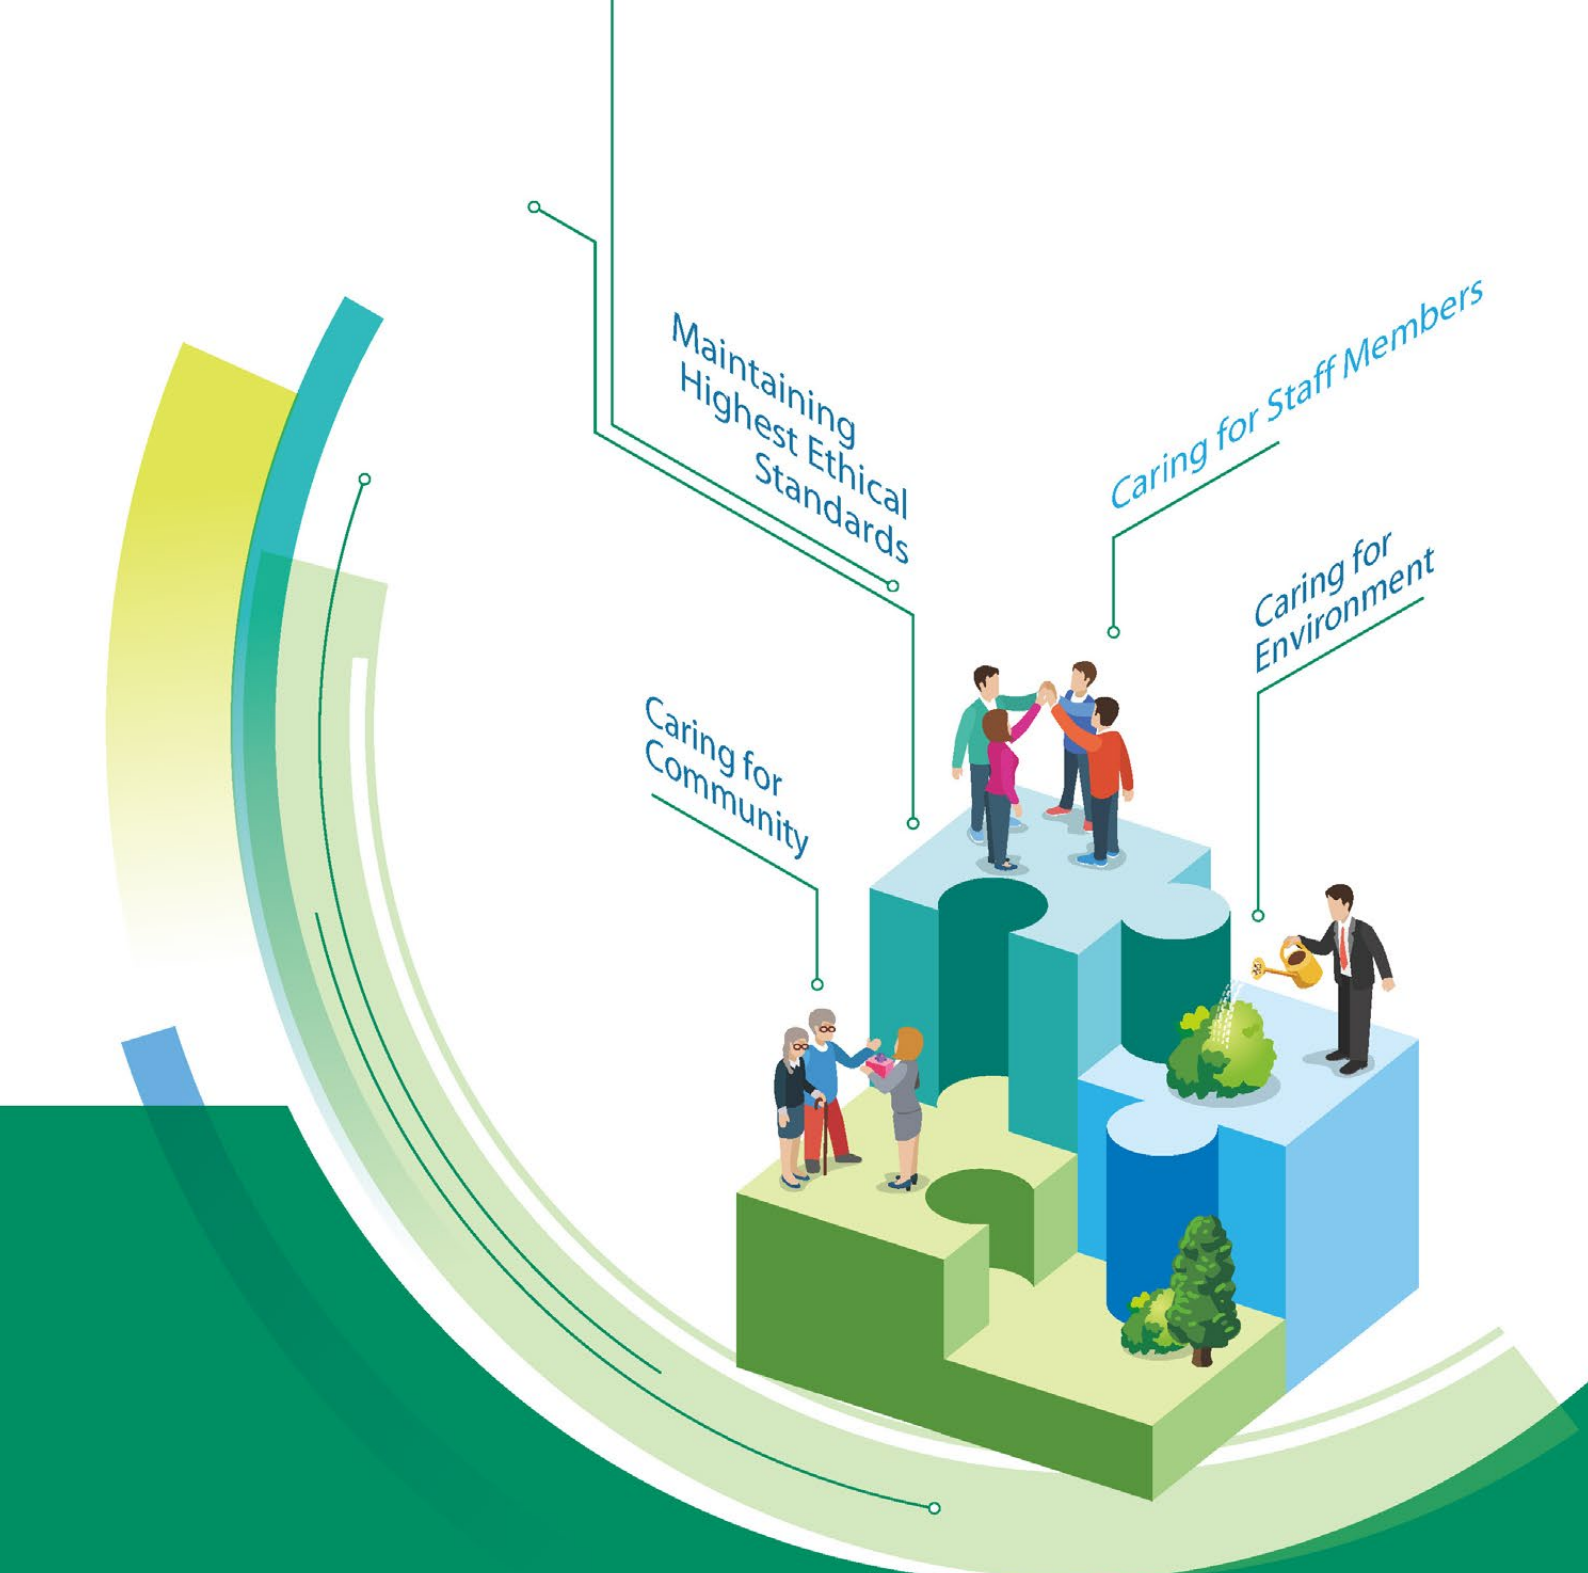 Maintaining
Highest Ethical
Standards
Caring for Staff Members
Caring for
Environment
Caring for
Community